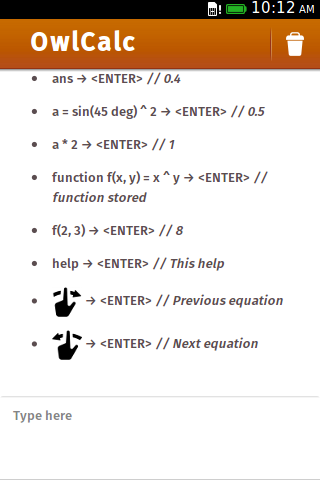 10:12 AM
OwlCalc
• ans → <ENTER> // 0.4
• a = sin(45 deg) ^ 2 → <ENTER> // 0.5
• a * 2 → <ENTER> // 1
• function f(x, y) = x ^ y → <ENTER> //
function stored
• f(2, 3) → <ENTER> // 8
• help → <ENTER> // This help
• → <ENTER> // Previous equation
• → <ENTER> // Next equation
Type here